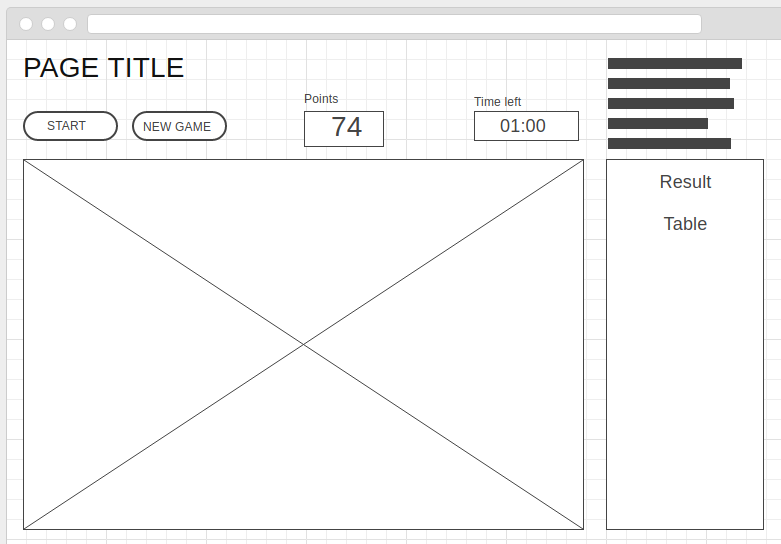 PAGE TITLE
START
NEW GAME
Points
74
Time left
01:00
Result
Table